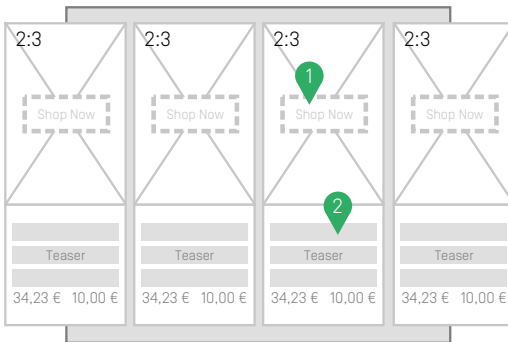 2:3 2:3 2:3 2:3
1
Shop Now Shop Now Shop Now Shop Now
2
Teaser Teaser Teaser Teaser
34,23 € 10,00 € 34,23 € 10,00 € 34,23 € 10,00 € 34,23 € 10,00 €